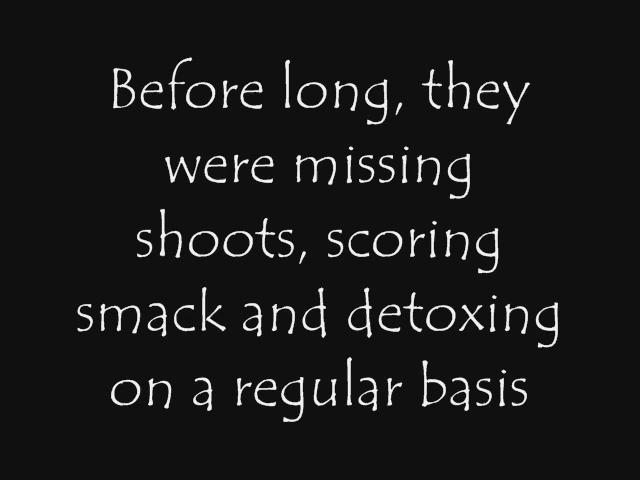 Before long, they
were missing
shoots, scoring
smack and detoxing
on a regular basis